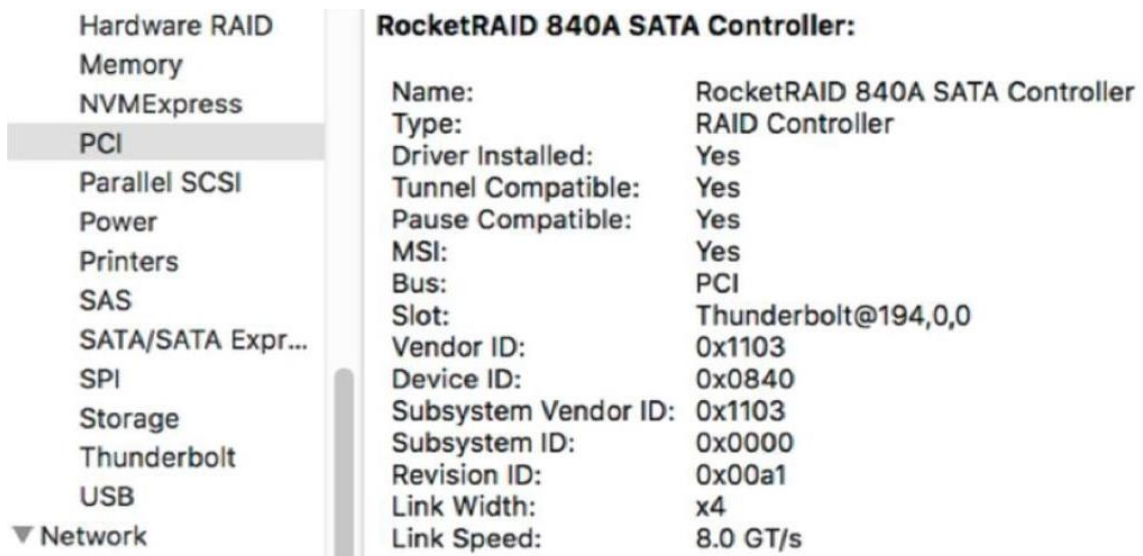 Hardware RAID
Memory
NVMExpress
PCI
Parallel SCSI
Power
Printers
SAS
SATA/SATA Expr...
SPI
Storage
Thunderbolt
USB
▼ Network
RocketRAID 840A SATA Controller:
Name: RocketRAID 840A SATA Controller
Type: RAID Controller
Driver Installed: Yes
Tunnel Compatible: Yes
Pause Compatible: Yes
MSI: Yes
Bus: PCI
Slot: Thunderbolt@194,0,0
Vendor ID: 0x1103
Device ID: 0x0840
Subsystem Vendor ID: 0x1103
Subsystem ID: 0x0000
Revision ID: 0x00a1
Link Width: x4
Link Speed: 8.0 GT/s